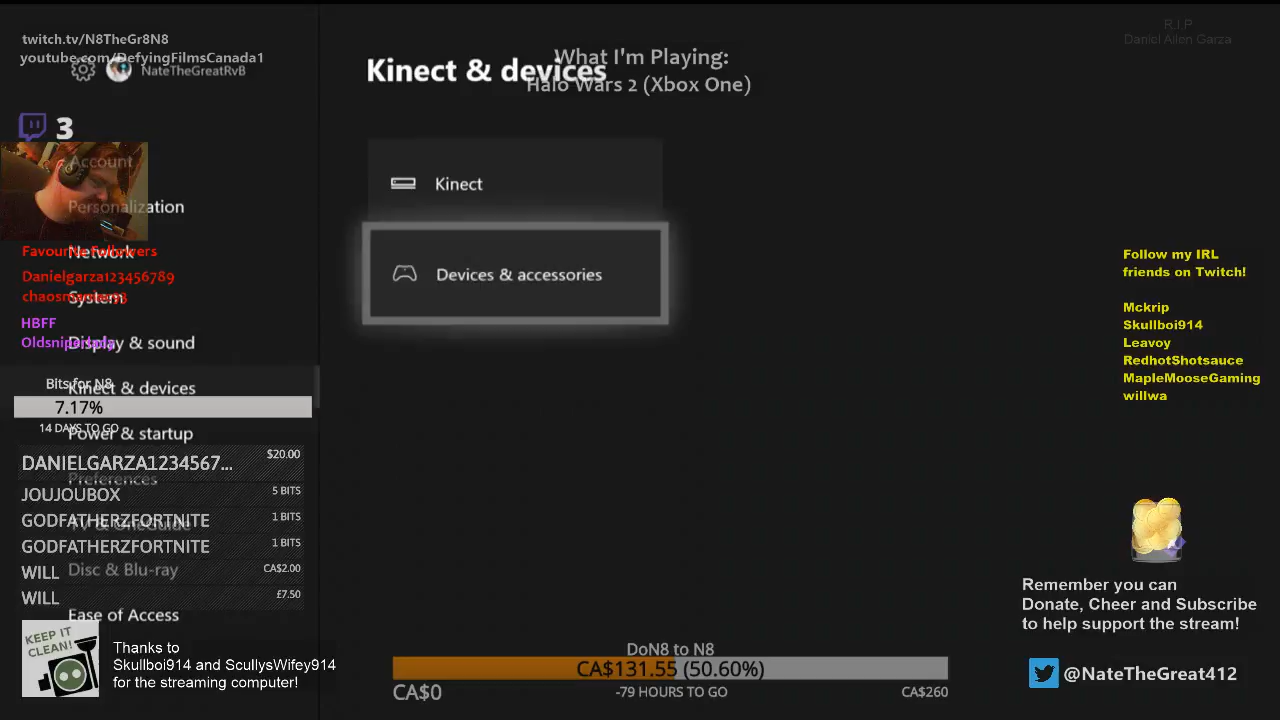 twitch.tv/N8TheGr8N8
youtube.com/DefyingFilmsCanada1
NateTheGreatRvB
3
Account
Personalization
Network
System
Display & sound
Kinect & devices
Power & startup
Preferences
TV & OneGuide
Disc & Blu-ray
Ease of Access
Favourite Followers
Danielgarza123456789
HBFF
Bits for N8
7.17%
14 DAYS TO GO
DANIELGARZA1234567... $20.00
JOUJOUBOX 5 BITS
GODFATHERZFORTNITE 1 BITS
GODFATHERZFORTNITE 1 BITS
WILL CA$2.00
WILL £7.50
KEEP IT CLEAN!
Thanks to
Skullboi914 and ScullysWifey914
for the streaming computer!
Kinect & devices
What I'm Playing:
Halo Wars 2 (Xbox One)
Kinect
Devices & accessories
DoN8 to N8
CA$131.55 (50.60%)
CA$0 -79 HOURS TO GO CA$260
R.I.P
Daniel Allen Garza
Follow my IRL
friends on Twitch!
Mckrip
Skullboi914
Leavoy
RedhotShotsauce
MapleMooseGaming
willwa
Remember you can
Donate, Cheer and Subscribe
to help support the stream!
@NateTheGreat412